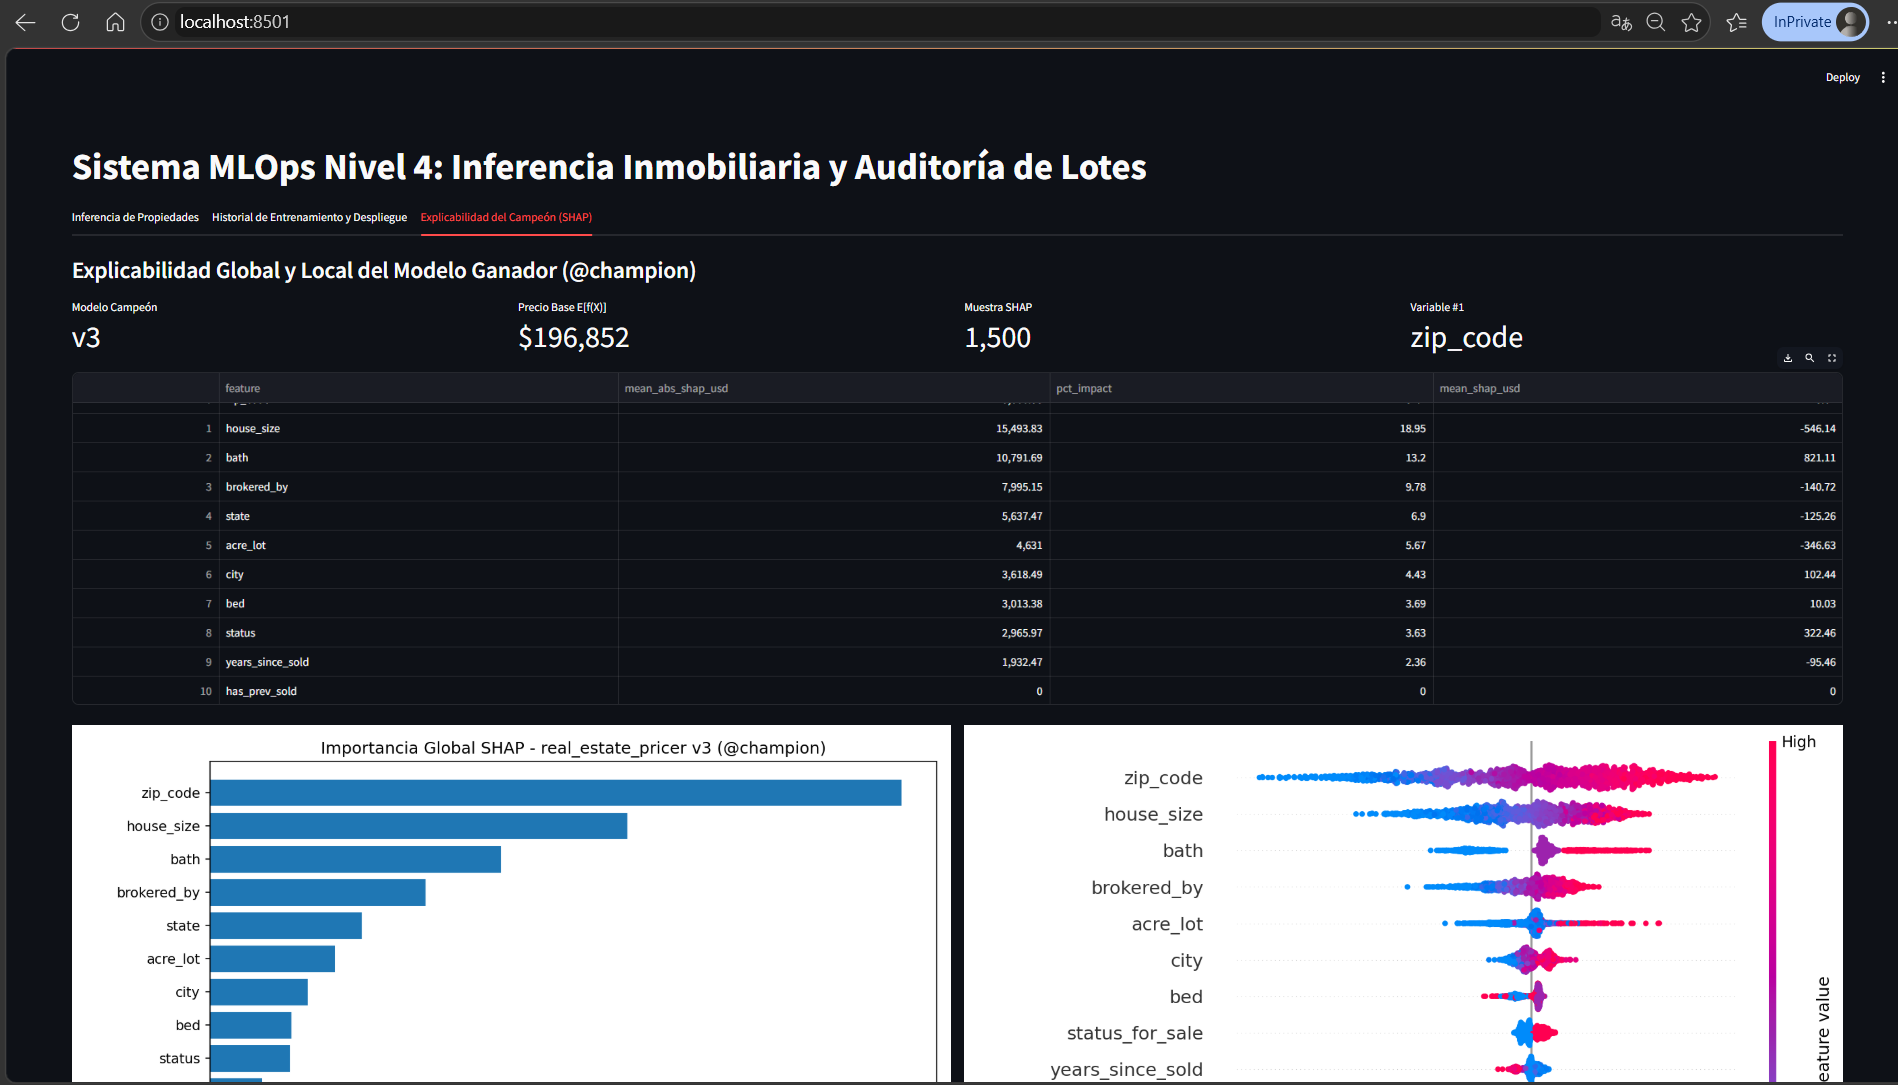 localhost:8501
InPrivate
Deploy
Sistema MLOps Nivel 4: Inferencia Inmobiliaria y Auditoría de Lotes
Inferencia de Propiedades Historial de Entrenamiento y Despliegue Explicabilidad del Campeón (SHAP)
Explicabilidad Global y Local del Modelo Ganador (@champion)
Modelo Campeón Precio Base E[f(X)] Muestra SHAP Variable #1
v3 $196,852 1,500 zip_code
feature mean_abs_shap_usd pct_impact mean_shap_usd
1 house_size 15,493.83 18.95 -546.14
2 bath 10,791.69 13.2 821.11
3 brokered_by 7,995.15 9.78 -140.72
4 state 5,637.47 6.9 -125.26
5 acre_lot 4,631 5.67 -346.63
6 city 3,618.49 4.43 102.44
7 bed 3,013.38 3.69 10.03
8 status 2,965.97 3.63 322.46
9 years_since_sold 1,932.47 2.36 -95.46
10 has_prev_sold 0 0 0
Importancia Global SHAP - real_estate_pricer v3 (@champion)
zip_code
house_size
bath
brokered_by
state
acre_lot
city
bed
status
High
zip_code
house_size
bath
brokered_by
acre_lot
city
bed
status_for_sale
years_since_sold
eature value